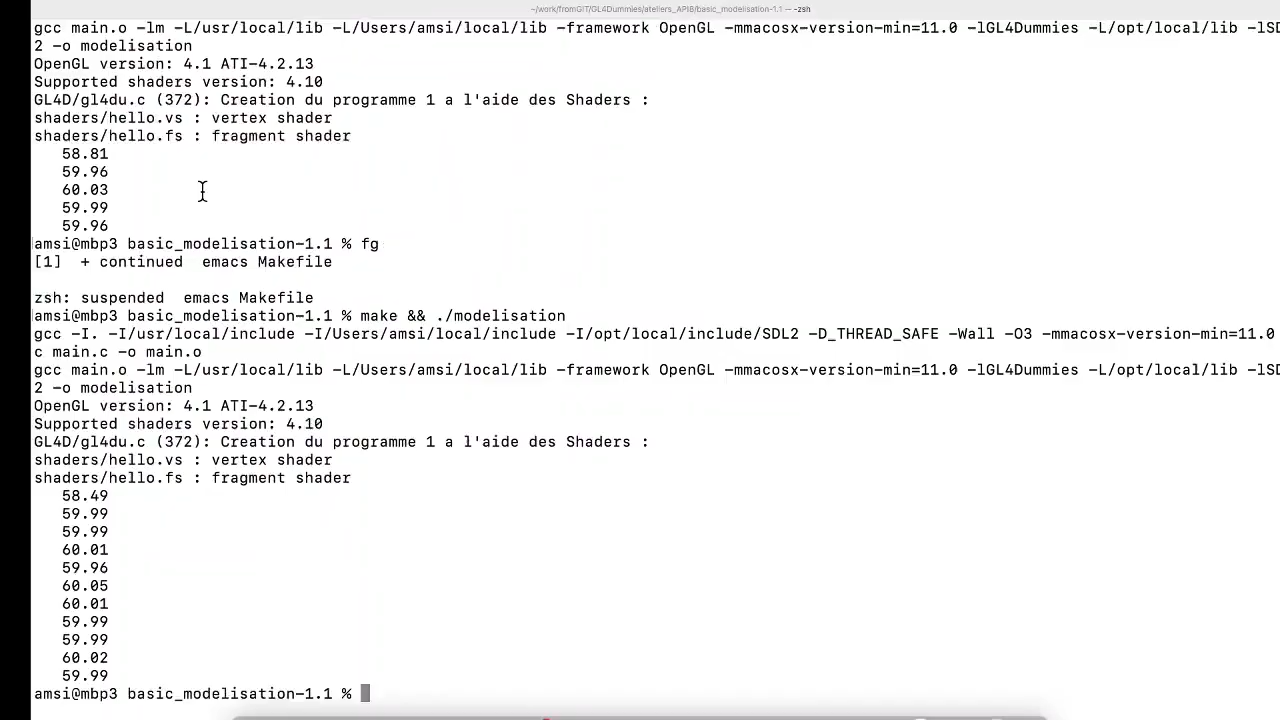 ~/work/fromGIT/GL4Dummies/ateliers_API8/basic_modelisation-1.1 — -zsh
gcc main.o -lm -L/usr/local/lib -L/Users/amsi/local/lib -framework OpenGL -mmacosx-version-min=11.0 -lGL4Dummies -L/opt/local/lib -lSD
2 -o modelisation
OpenGL version: 4.1 ATI-4.2.13
Supported shaders version: 4.10
GL4D/gl4du.c (372): Creation du programme 1 a l'aide des Shaders :
shaders/hello.vs : vertex shader
shaders/hello.fs : fragment shader
58.81
59.96
60.03
59.99
59.96
amsi@mbp3 basic_modelisation-1.1 % fg
[1]  + continued  emacs Makefile
zsh: suspended  emacs Makefile
amsi@mbp3 basic_modelisation-1.1 % make && ./modelisation
gcc -I. -I/usr/local/include -I/Users/amsi/local/include -I/opt/local/include/SDL2 -D_THREAD_SAFE -Wall -O3 -mmacosx-version-min=11.0
c main.c -o main.o
gcc main.o -lm -L/usr/local/lib -L/Users/amsi/local/lib -framework OpenGL -mmacosx-version-min=11.0 -lGL4Dummies -L/opt/local/lib -lSD
2 -o modelisation
OpenGL version: 4.1 ATI-4.2.13
Supported shaders version: 4.10
GL4D/gl4du.c (372): Creation du programme 1 a l'aide des Shaders :
shaders/hello.vs : vertex shader
shaders/hello.fs : fragment shader
58.49
59.99
59.99
60.01
59.96
60.05
60.01
59.99
59.99
60.02
59.99
amsi@mbp3 basic_modelisation-1.1 %